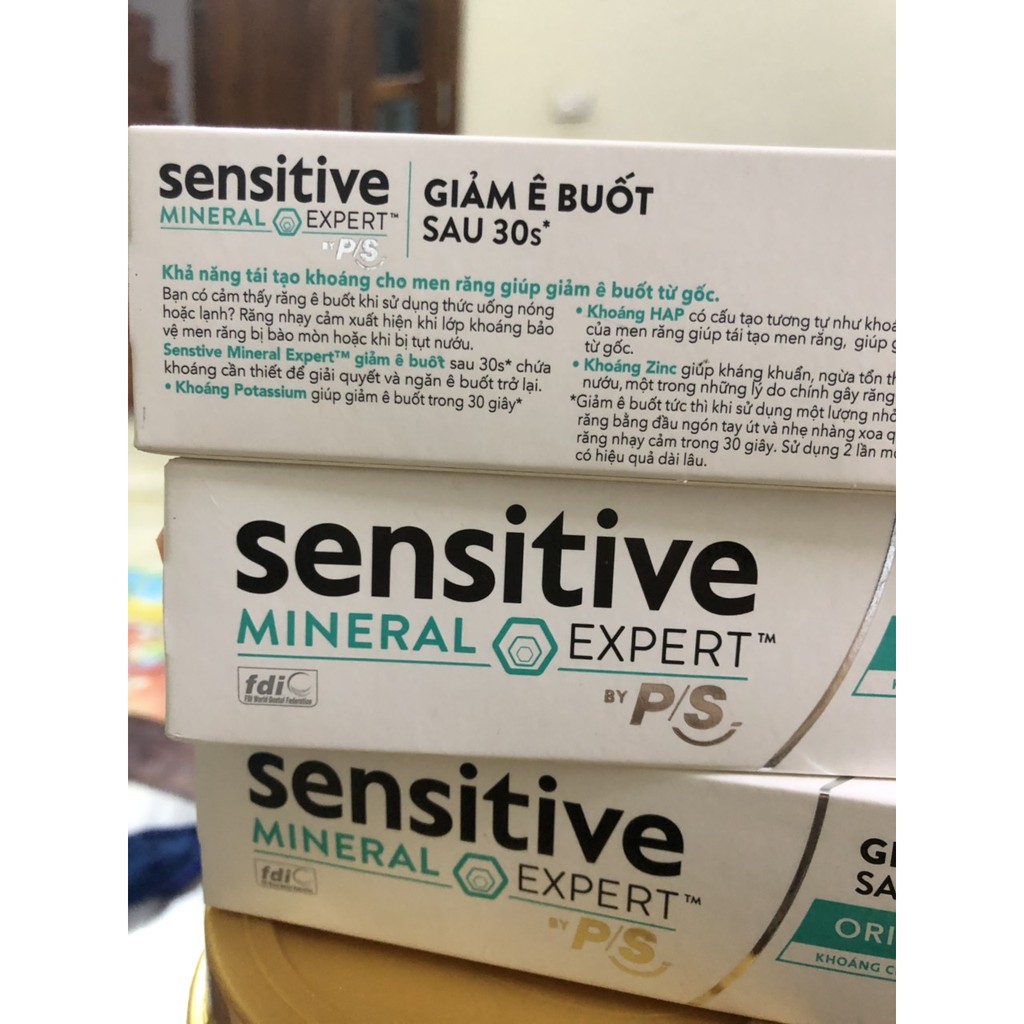 sensitive
MINERAL EXPERT™
BY P/S
GIẢM Ê BUỐT
SAU 30s*
Khả năng tái tạo khoáng cho men răng giúp giảm ê buốt từ gốc.
Bạn có cảm thấy răng ê buốt khi sử dụng thức uống nóng
hoặc lạnh? Răng nhạy cảm xuất hiện khi lớp khoáng bảo
vệ men răng bị bào mòn hoặc khi bị tụt nướu.
Senstive Mineral Expert™ giảm ê buốt sau 30s* chứa
khoáng cần thiết để giải quyết và ngăn ê buốt trở lại.
• Khoáng Potassium giúp giảm ê buốt trong 30 giây*
• Khoáng HAP có cấu tạo tương tự như
của men răng giúp tái tạo men răng, giúp
từ gốc.
• Khoáng Zinc giúp kháng khuẩn, ngừa tổn
nướu, một trong những lý do chính gây răng
*Giảm ê buốt tức thì khi sử dụng một lượng
răng bằng đầu ngón tay út và nhẹ nhàng xoa
răng nhạy cảm trong 30 giây. Sử dụng 2 lần
có hiệu quả dài lâu.
sensitive
MINERAL EXPERT™
fdi
FDI World Dental Federation
BY P/S
sensitive
MINERAL EXPERT™
fdi
BY P/S
GI
SA
ORI
KHOÁNG C